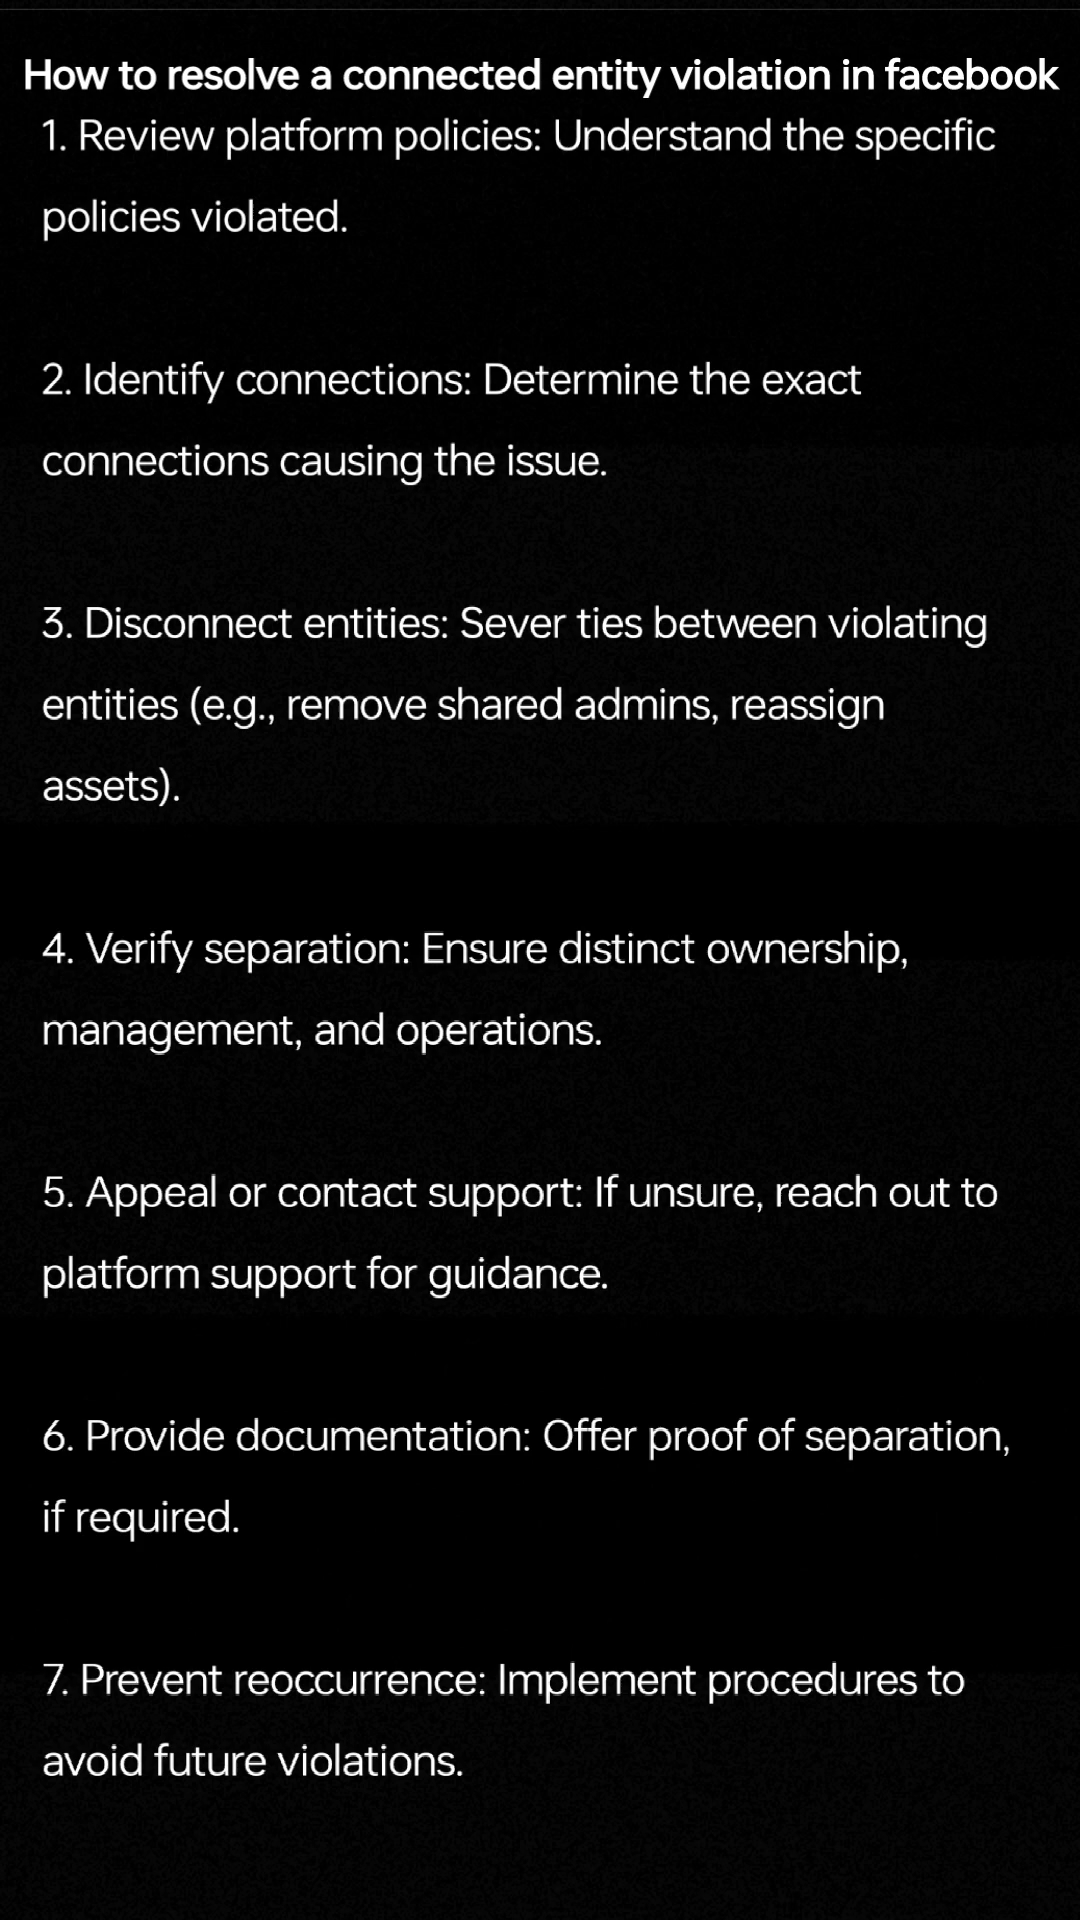 How to resolve a connected entity violation in facebook
1. Review platform policies: Understand the specific
policies violated.
2. Identify connections: Determine the exact
connections causing the issue.
3. Disconnect entities: Sever ties between violating
entities (e.g., remove shared admins, reassign
assets).
4. Verify separation: Ensure distinct ownership,
management, and operations.
5. Appeal or contact support: If unsure, reach out to
platform support for guidance.
6. Provide documentation: Offer proof of separation,
if required.
7. Prevent reoccurrence: Implement procedures to
avoid future violations.